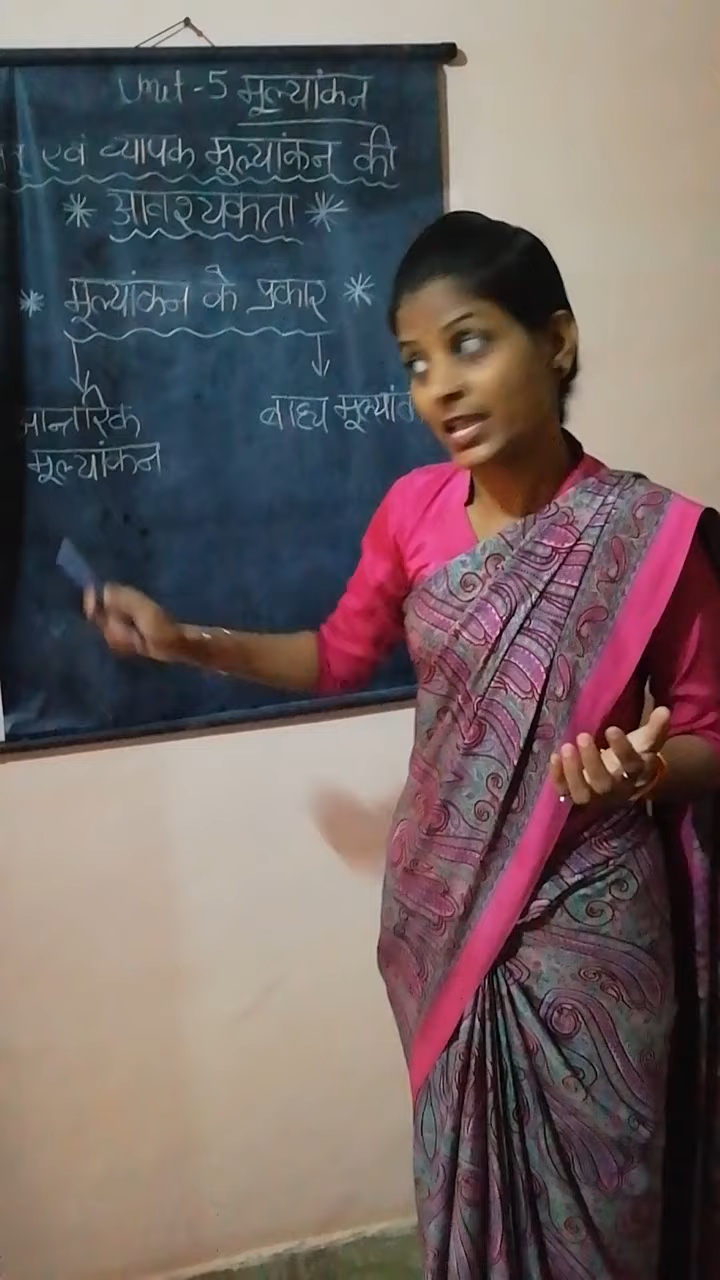 Unit-5 मूल्यांकन
एवं व्यापक मूल्यांकन की
* आवश्यकता *
* मूल्यांकन के प्रकार *
आन्तरिक बाह्य
मूल्यांकन